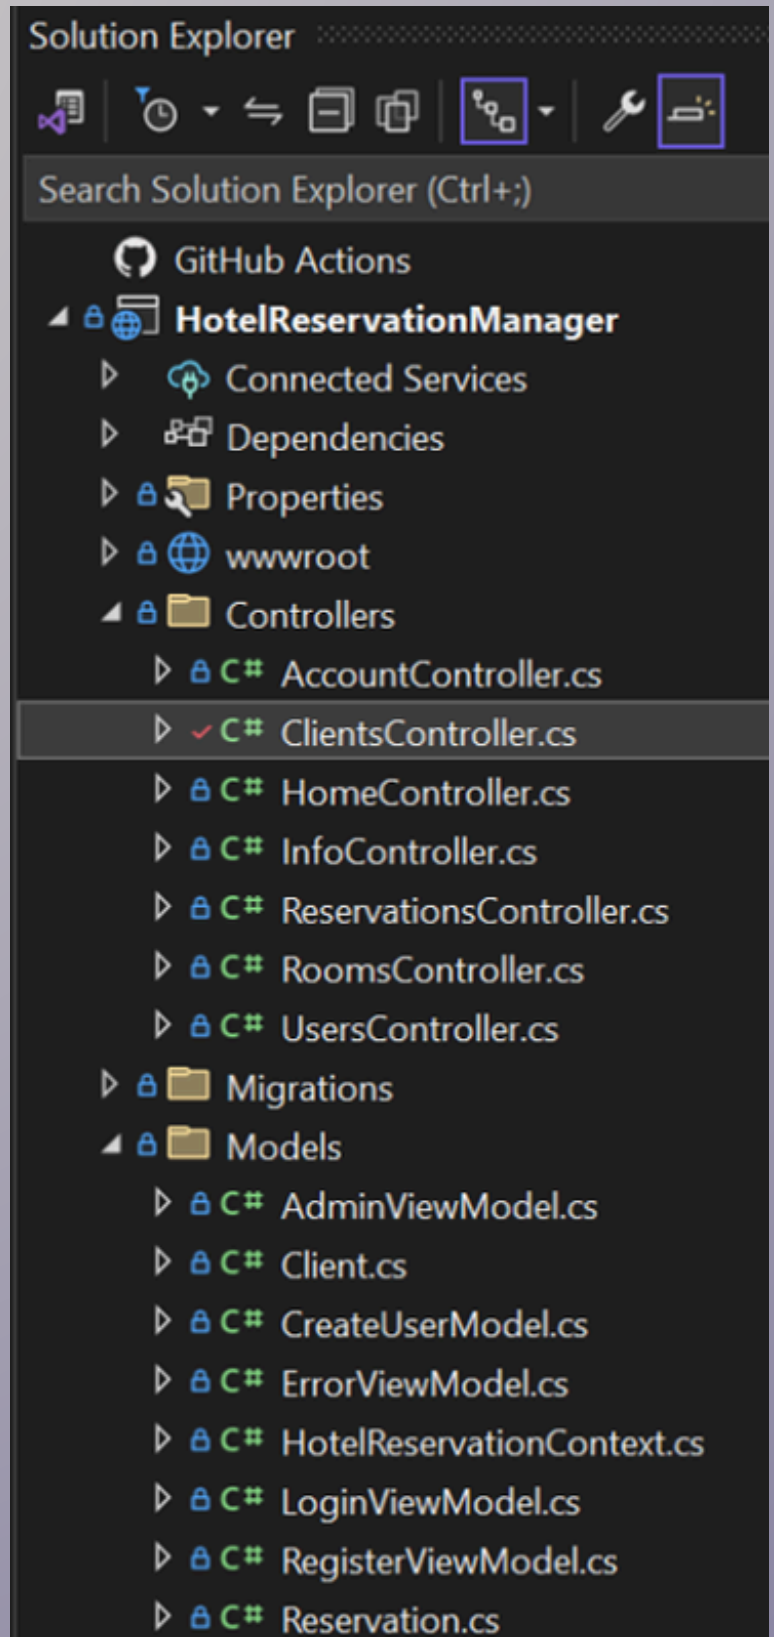 Solution Explorer
Search Solution Explorer (Ctrl+;)
GitHub Actions
HotelReservationManager
Connected Services
Dependencies
Properties
wwwroot
Controllers
C# AccountController.cs
C# ClientsController.cs
C# HomeController.cs
C# InfoController.cs
C# ReservationsController.cs
C# RoomsController.cs
C# UsersController.cs
Migrations
Models
C# AdminViewModel.cs
C# Client.cs
C# CreateUserModel.cs
C# ErrorViewModel.cs
C# HotelReservationContext.cs
C# LoginViewModel.cs
C# RegisterViewModel.cs
C# Reservation.cs